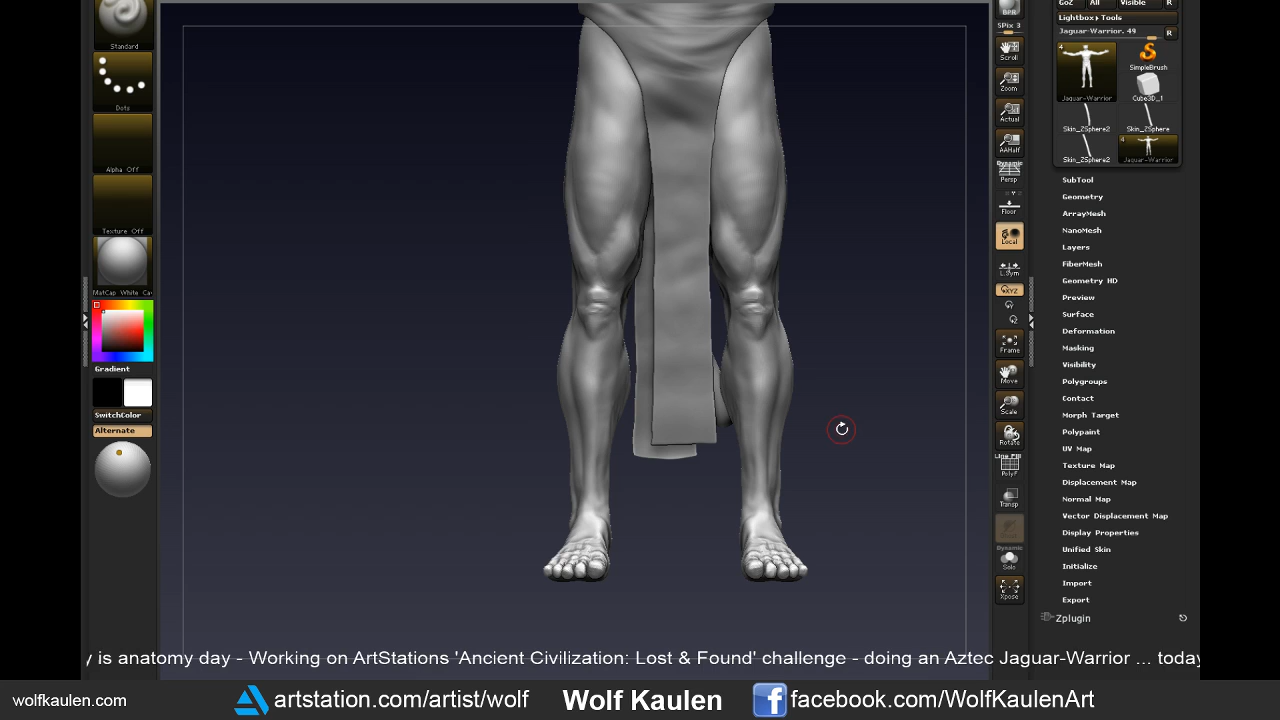 Standard
Dots
Alpha Off
Texture Off
MatCap White Ca
Gradient
SwitchColor
Alternate
BPR
SPix 3
Scroll
Zoom
Actual
AAHalf
Dynamic
Persp
Floor
Local
L.Sym
XYZ
Frame
Move
Scale
Rotate
Line Fill
PolyF
Transp
Dynamic
Solo
Xpose
GoZ All Visible R
Lightbox▸Tools
Jaguar-Warrior. 49 R
4
Jaguar-Warrior
SimpleBrush
Cube3D_1
Skin_ZSphere2
Skin_ZSphere
Skin_ZSphere2
4
Jaguar-Warrior
SubTool
Geometry
ArrayMesh
NanoMesh
Layers
FiberMesh
Geometry HD
Preview
Surface
Deformation
Masking
Visibility
Polygroups
Contact
Morph Target
Polypaint
UV Map
Texture Map
Displacement Map
Normal Map
Vector Displacement Map
Display Properties
Unified Skin
Initialize
Import
Export
Zplugin
y is anatomy day - Working on ArtStations 'Ancient Civilization: Lost & Found' challenge - doing an Aztec Jaguar-Warrior ... today
wolfkaulen.com
artstation.com/artist/wolf
Wolf Kaulen
facebook.com/WolfKaulenArt